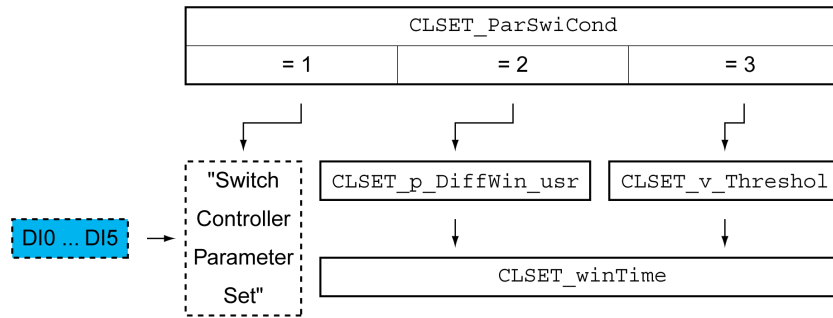 CLSET_ParSwiCond
= 1
= 2
= 3
"Switch
Controller
Parameter
Set"
CLSET_p_DiffWin_usr
CLSET_v_Threshol
DI0 ... DI5
CLSET_winTime